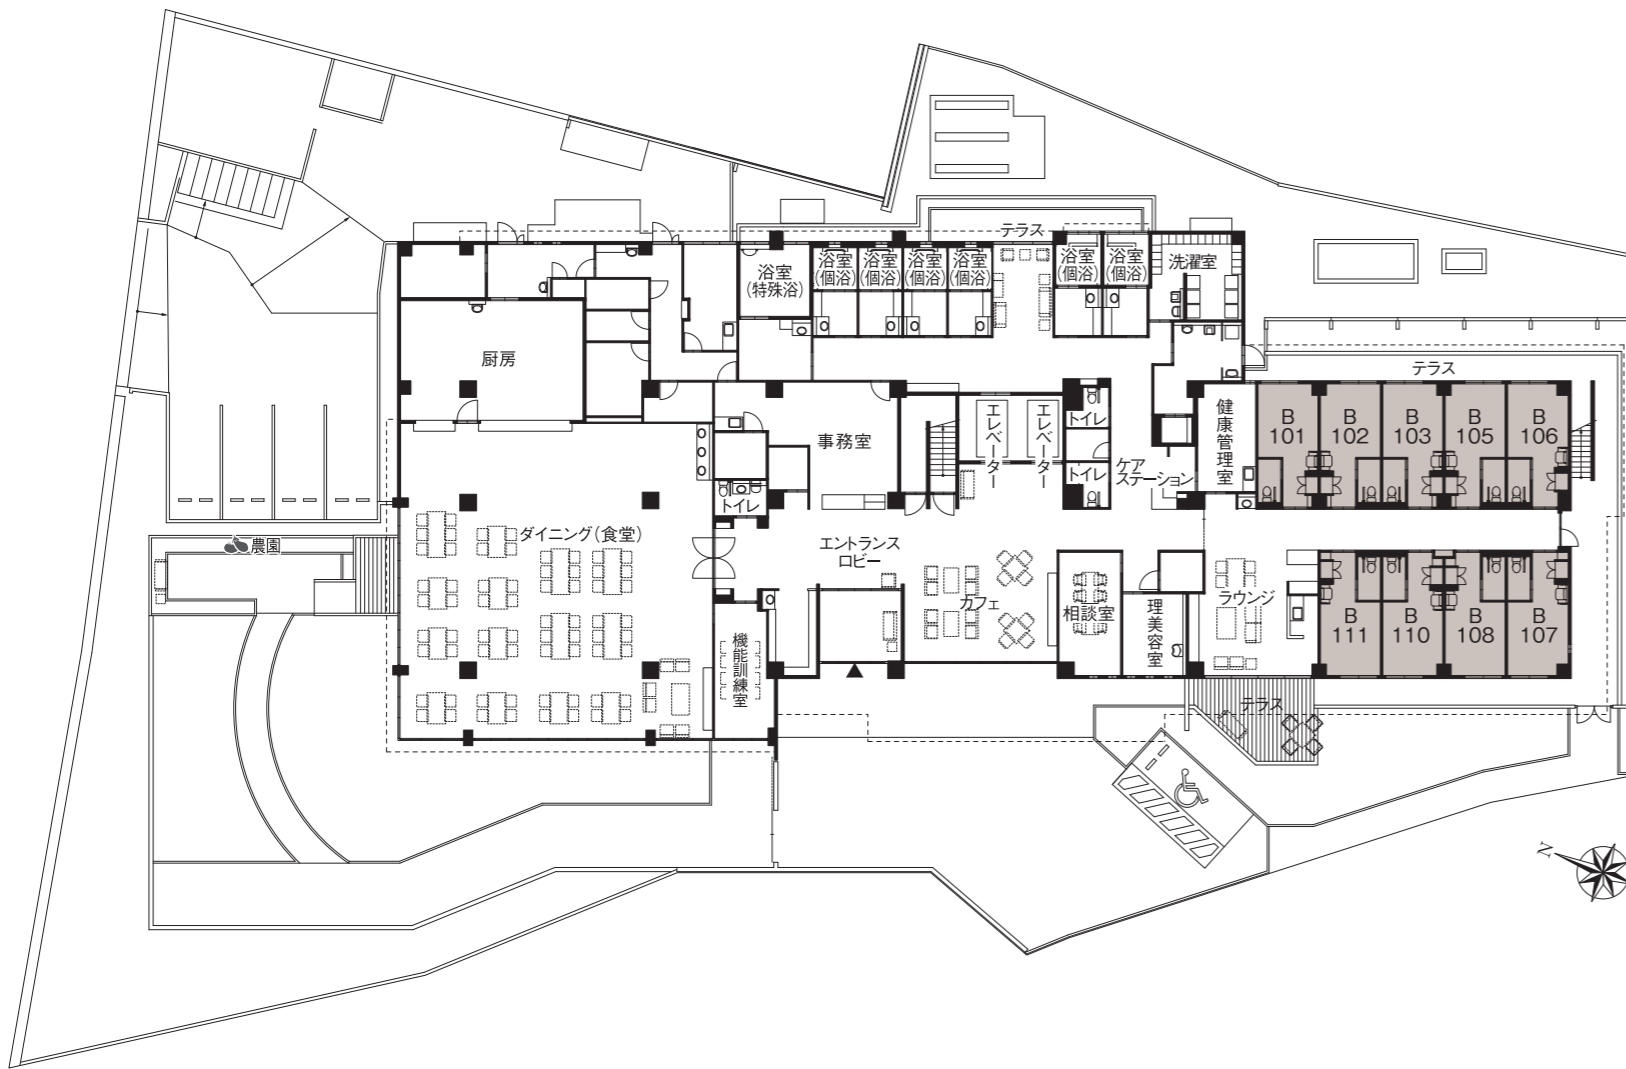 テラス
浴室
(特殊浴)
浴室
(個浴)
浴室
(個浴)
浴室
(個浴)
浴室
(個浴)
浴室
(個浴)
浴室
(個浴)
洗濯室
厨房
テラス
事務室
エレベーター
エレベーター
トイレ
トイレ
ケア
ステーション
健康管理室
B
101
B
102
B
103
B
105
B
106
トイレ
ダイニング(食堂)
農園
エントランス
ロビー
カフェ
相談室
理美容室
ラウンジ
機能訓練室
B
111
B
110
B
108
B
107
テラス
N